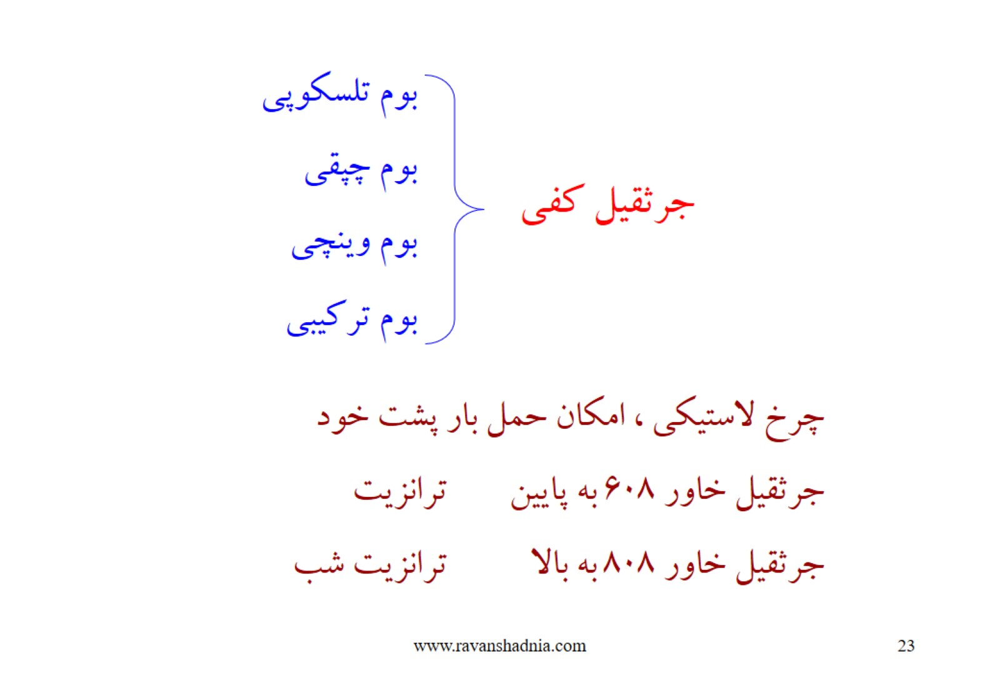 بوم تلسکوپی
بوم چپقی
جرثقیل کفی
بوم وینچی
بوم ترکیبی
چرخ لاستیکی ، امکان حمل بار پشت خود
جرثقیل خاور ۶۰۸ به پایین ترانزیت
جرثقیل خاور ۸۰۸ به بالا ترانزیت شب
www.ravanshadnia.com 23